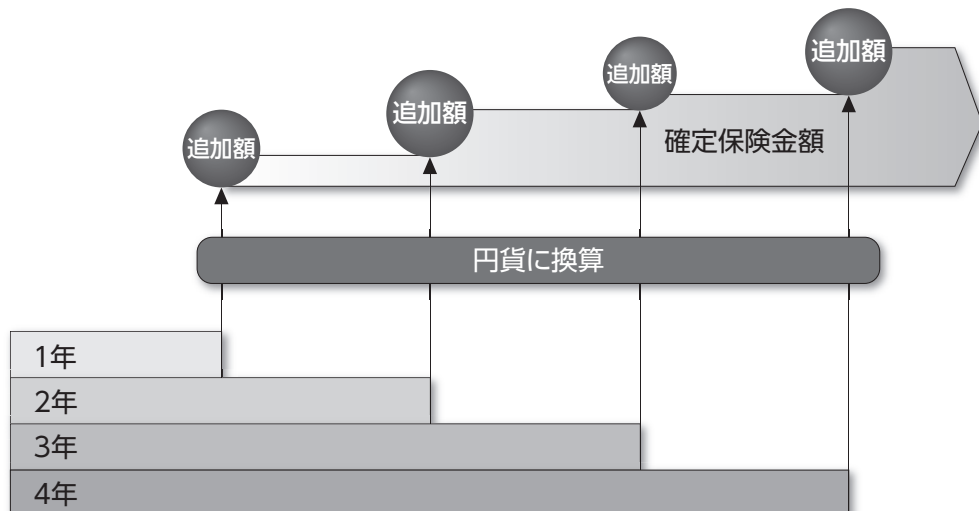 追加額
追加額
追加額
追加額
確定保険金額
円貨に換算
1年
2年
3年
4年